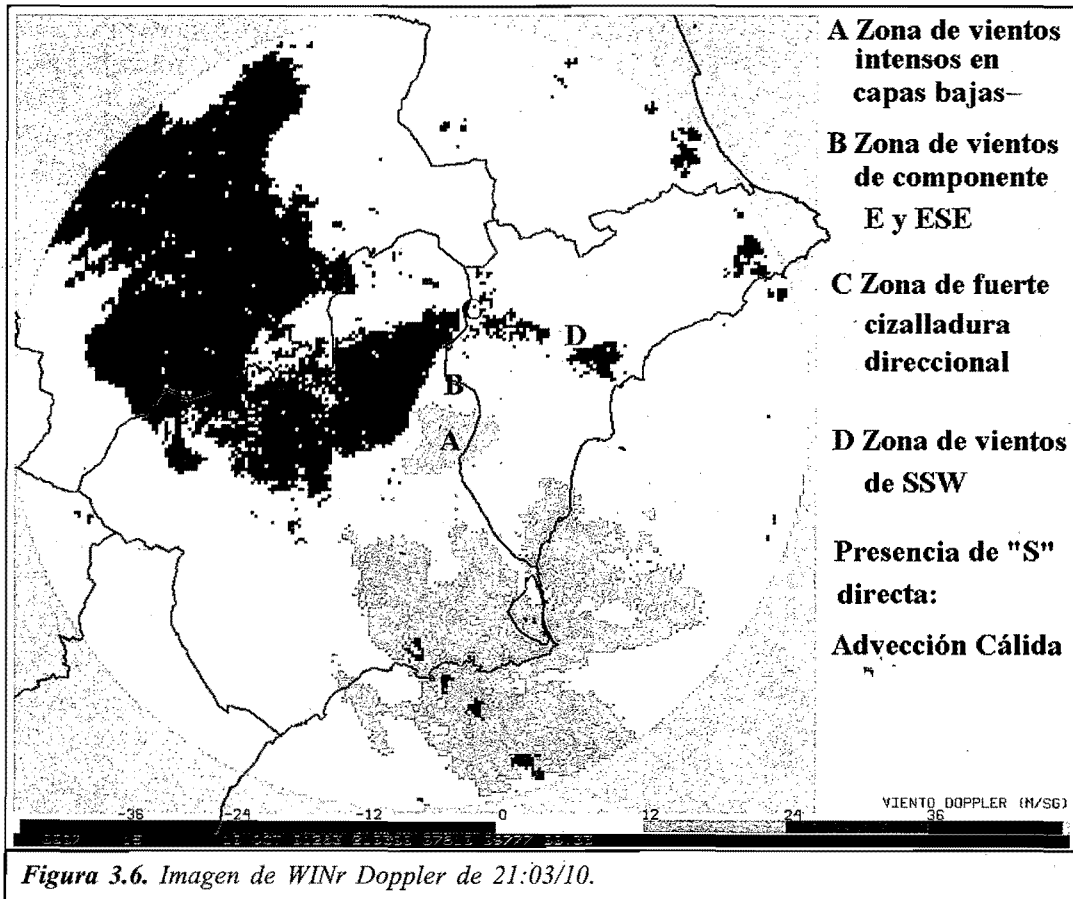 A Zona de vientos
intensos en
capas bajas-
B Zona de vientos
de componente
E y ESE
C Zona de fuerte
cizalladura
direccional
D Zona de vientos
de SSW
Presencia de "S"
directa:
Advección Cálida
C
D
B
A
VIENTO DOPPLER (M/SG)
-36 -24 -12 0 12 24 36
Figura 3.6. Imagen de WINr Doppler de 21:03/10.